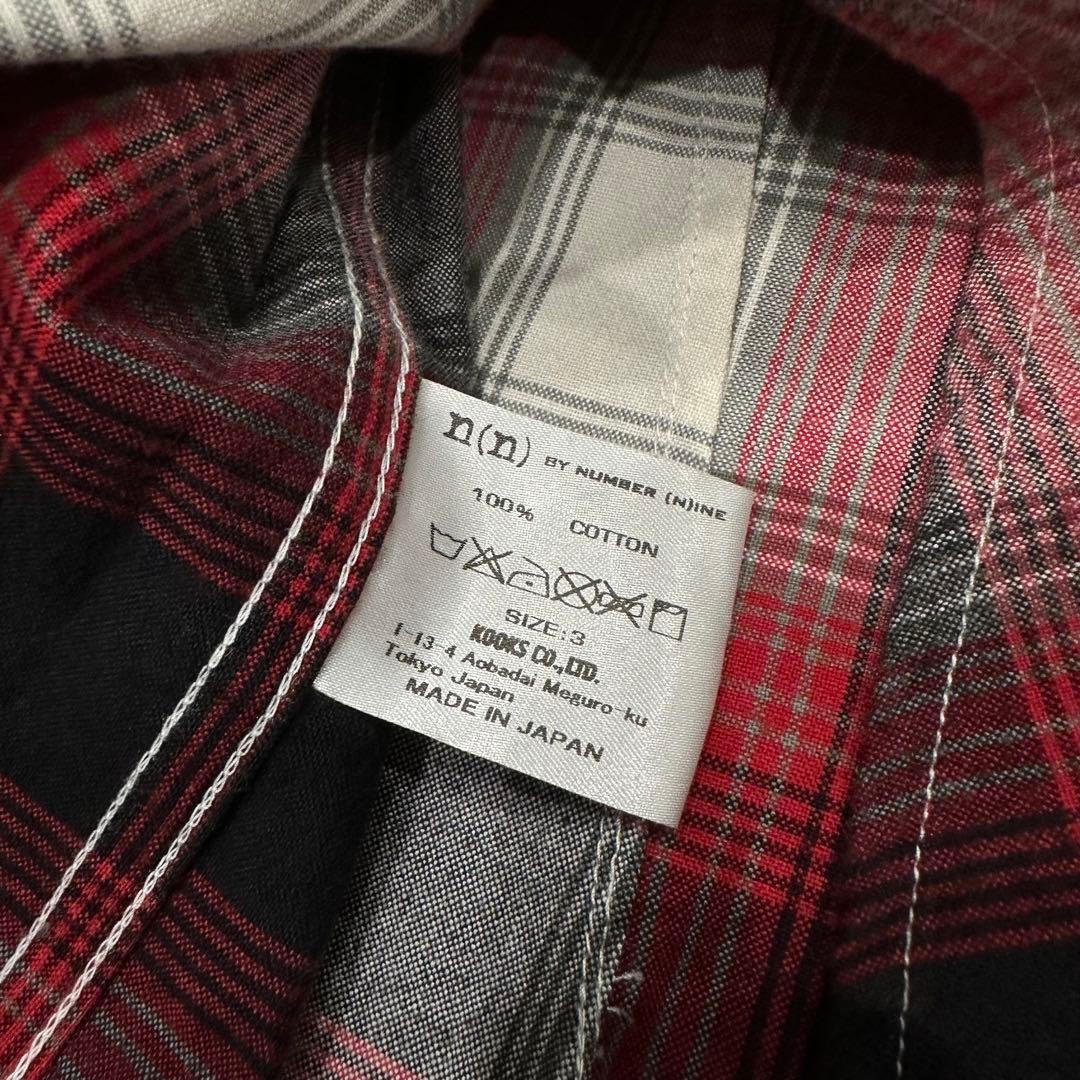 n(n) BY NUMBER (N)INE
100% COTTON
SIZE:3
KOOKS CO.,LTD.
1-13-4 Aobadai Meguro-ku
Tokyo Japan
MADE IN JAPAN